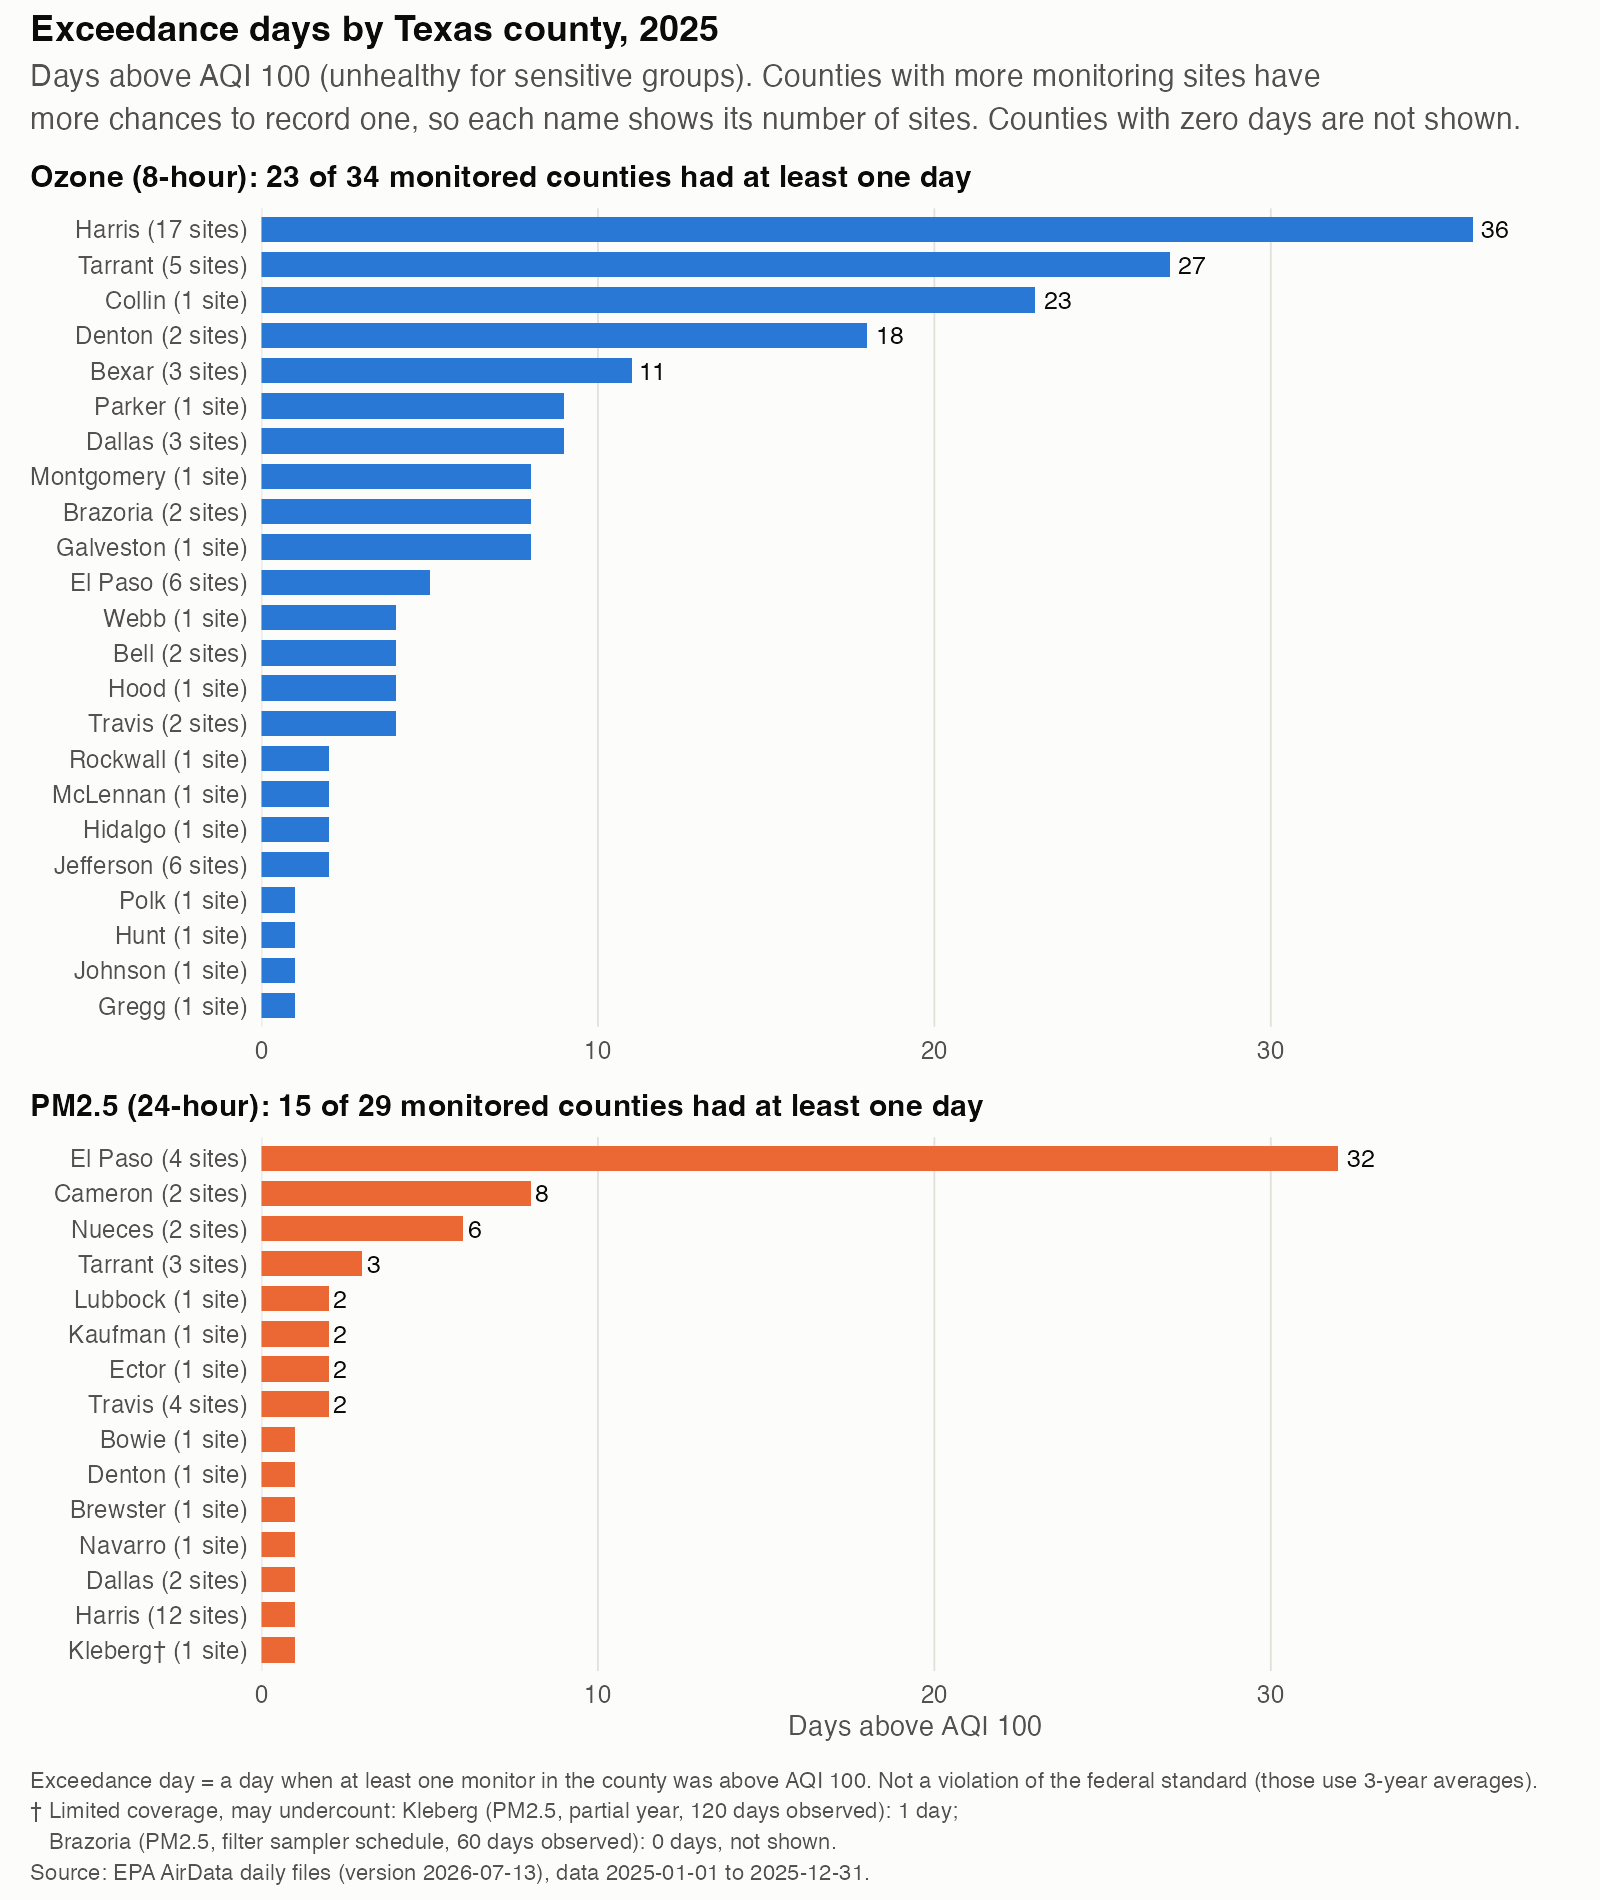 Exceedance days by Texas county, 2025
Days above AQI 100 (unhealthy for sensitive groups). Counties with more monitoring sites have
more chances to record one, so each name shows its number of sites. Counties with zero days are not shown.
Ozone (8-hour): 23 of 34 monitored counties had at least one day
Harris (17 sites) 36
Tarrant (5 sites) 27
Collin (1 site) 23
Denton (2 sites) 18
Bexar (3 sites) 11
Parker (1 site)
Dallas (3 sites)
Montgomery (1 site)
Brazoria (2 sites)
Galveston (1 site)
El Paso (6 sites)
Webb (1 site)
Bell (2 sites)
Hood (1 site)
Travis (2 sites)
Rockwall (1 site)
McLennan (1 site)
Hidalgo (1 site)
Jefferson (6 sites)
Polk (1 site)
Hunt (1 site)
Johnson (1 site)
Gregg (1 site)
0 10 20 30
PM2.5 (24-hour): 15 of 29 monitored counties had at least one day
El Paso (4 sites) 32
Cameron (2 sites) 8
Nueces (2 sites) 6
Tarrant (3 sites) 3
Lubbock (1 site) 2
Kaufman (1 site) 2
Ector (1 site) 2
Travis (4 sites) 2
Bowie (1 site)
Denton (1 site)
Brewster (1 site)
Navarro (1 site)
Dallas (2 sites)
Harris (12 sites)
Kleberg† (1 site)
0 10 20 30
Days above AQI 100
Exceedance day = a day when at least one monitor in the county was above AQI 100. Not a violation of the federal standard (those use 3-year averages).
† Limited coverage, may undercount: Kleberg (PM2.5, partial year, 120 days observed): 1 day;
Brazoria (PM2.5, filter sampler schedule, 60 days observed): 0 days, not shown.
Source: EPA AirData daily files (version 2026-07-13), data 2025-01-01 to 2025-12-31.